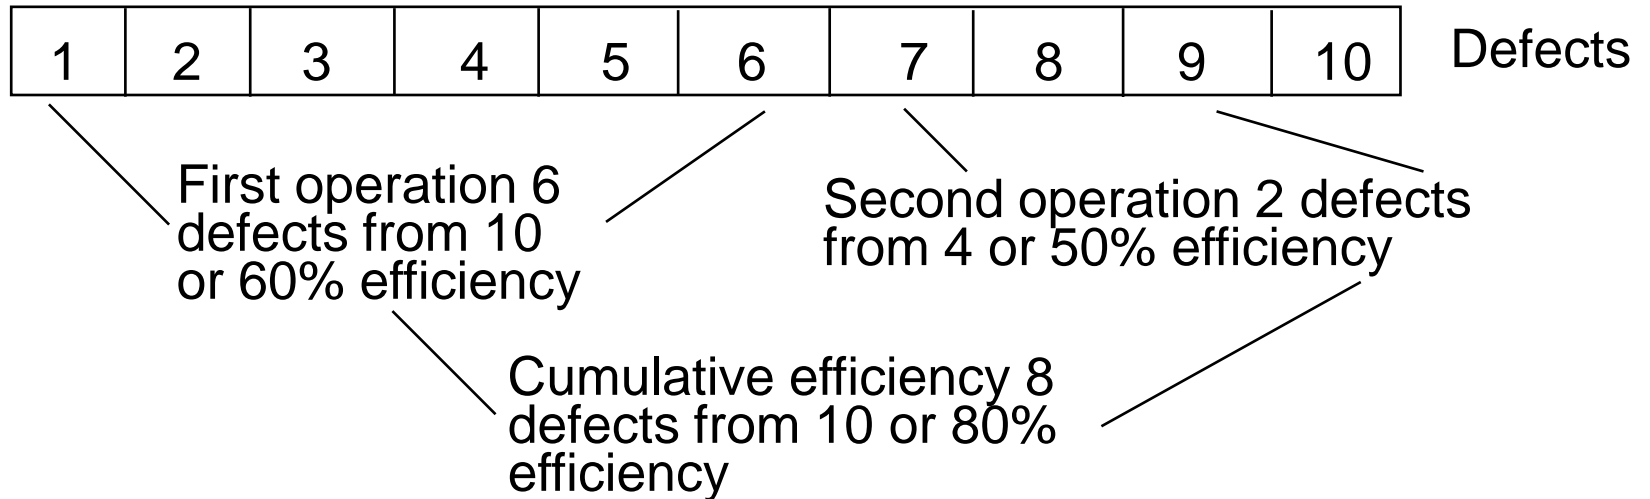 1 2 3 4 5 6 7 8 9 10 Defects
First operation 6
defects from 10
or 60% efficiency
Second operation 2 defects
from 4 or 50% efficiency
Cumulative efficiency 8
defects from 10 or 80%
efficiency